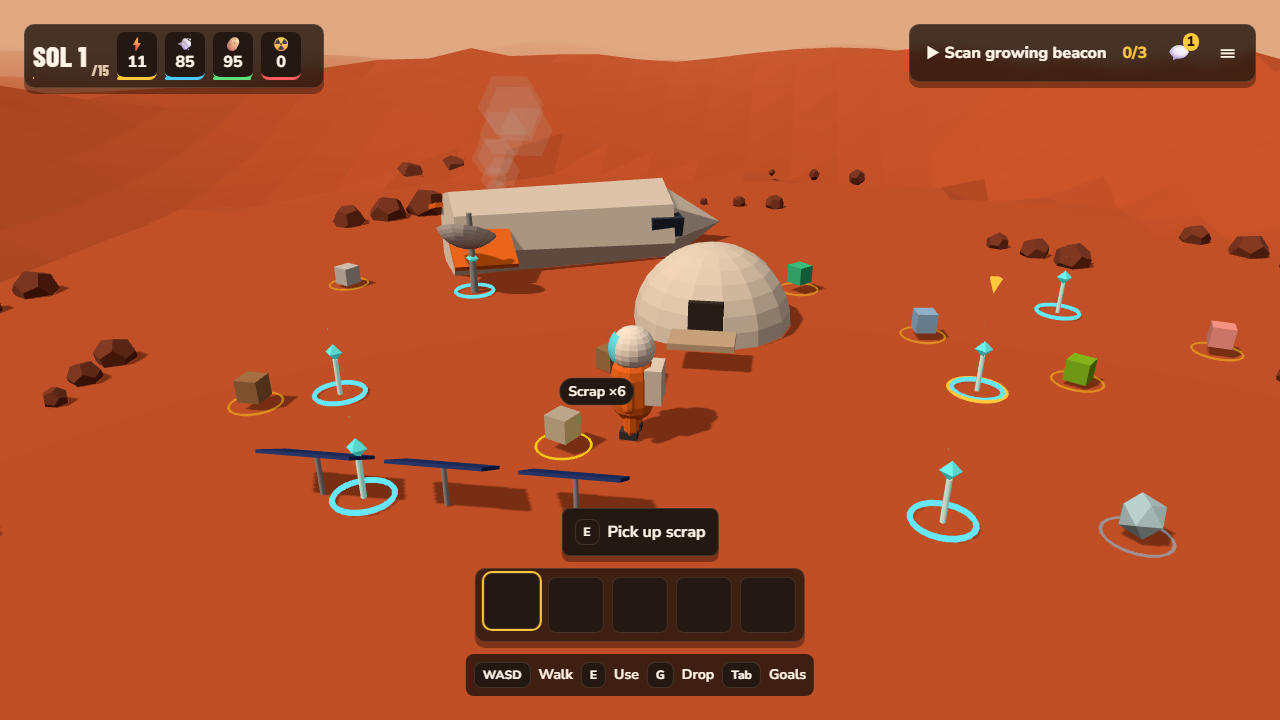 SOL 1 /15
11 85 95 0
▶ Scan growing beacon 0/3
1
Scrap ×6
E Pick up scrap
WASD Walk E Use G Drop Tab Goals